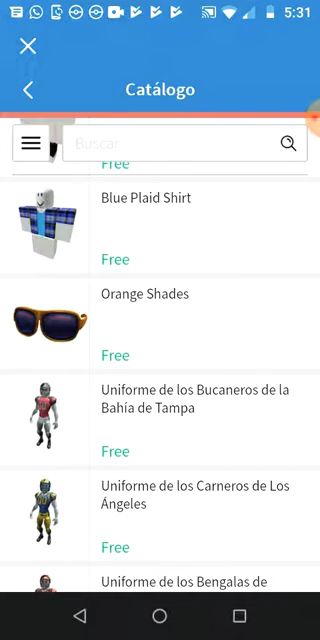 5:31
Catálogo
Buscar
Free
Blue Plaid Shirt
Free
Orange Shades
Free
Uniforme de los Bucaneros de la
Bahía de Tampa
Free
Uniforme de los Carneros de Los
Ángeles
Free
Uniforme de los Bengalas de